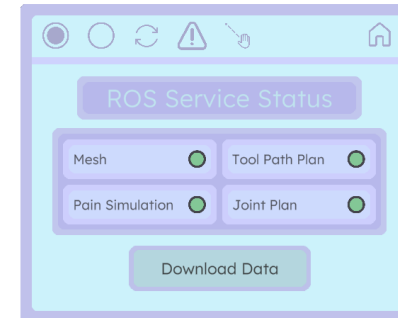 ROS Service Status
Mesh
Tool Path Plan
Pain Simulation
Joint Plan
Download Data